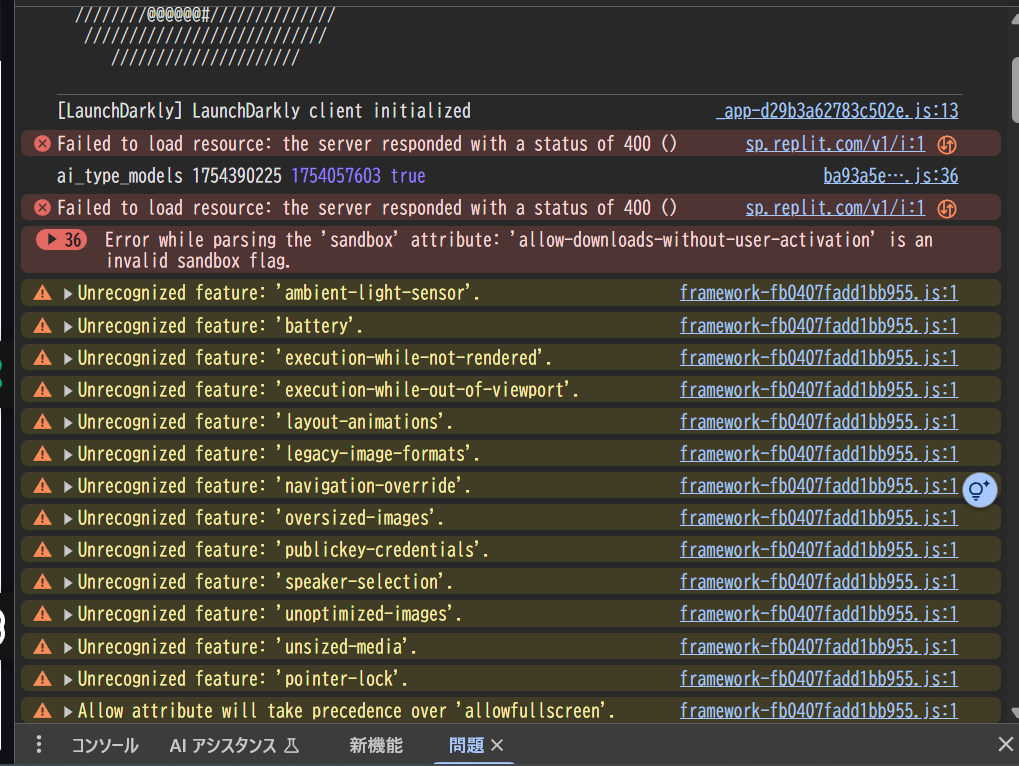 ////////@@@@@@#//////////////
///////////////////////////
/////////////////////
[LaunchDarkly] LaunchDarkly client initialized _app-d29b3a62783c502e.js:13
Failed to load resource: the server responded with a status of 400 () sp.replit.com/v1/i:1
ai_type_models 1754390225 1754057603 true ba93a5e….js:36
Failed to load resource: the server responded with a status of 400 () sp.replit.com/v1/i:1
36 Error while parsing the 'sandbox' attribute: 'allow-downloads-without-user-activation' is an
invalid sandbox flag.
Unrecognized feature: 'ambient-light-sensor'. framework-fb0407fadd1bb955.js:1
Unrecognized feature: 'battery'. framework-fb0407fadd1bb955.js:1
Unrecognized feature: 'execution-while-not-rendered'. framework-fb0407fadd1bb955.js:1
Unrecognized feature: 'execution-while-out-of-viewport'. framework-fb0407fadd1bb955.js:1
Unrecognized feature: 'layout-animations'. framework-fb0407fadd1bb955.js:1
Unrecognized feature: 'legacy-image-formats'. framework-fb0407fadd1bb955.js:1
Unrecognized feature: 'navigation-override'. framework-fb0407fadd1bb955.js:1
Unrecognized feature: 'oversized-images'. framework-fb0407fadd1bb955.js:1
Unrecognized feature: 'publickey-credentials'. framework-fb0407fadd1bb955.js:1
Unrecognized feature: 'speaker-selection'. framework-fb0407fadd1bb955.js:1
Unrecognized feature: 'unoptimized-images'. framework-fb0407fadd1bb955.js:1
Unrecognized feature: 'unsized-media'. framework-fb0407fadd1bb955.js:1
Unrecognized feature: 'pointer-lock'. framework-fb0407fadd1bb955.js:1
Allow attribute will take precedence over 'allowfullscreen'. framework-fb0407fadd1bb955.js:1
コンソール AI アシスタンス 新機能 問題